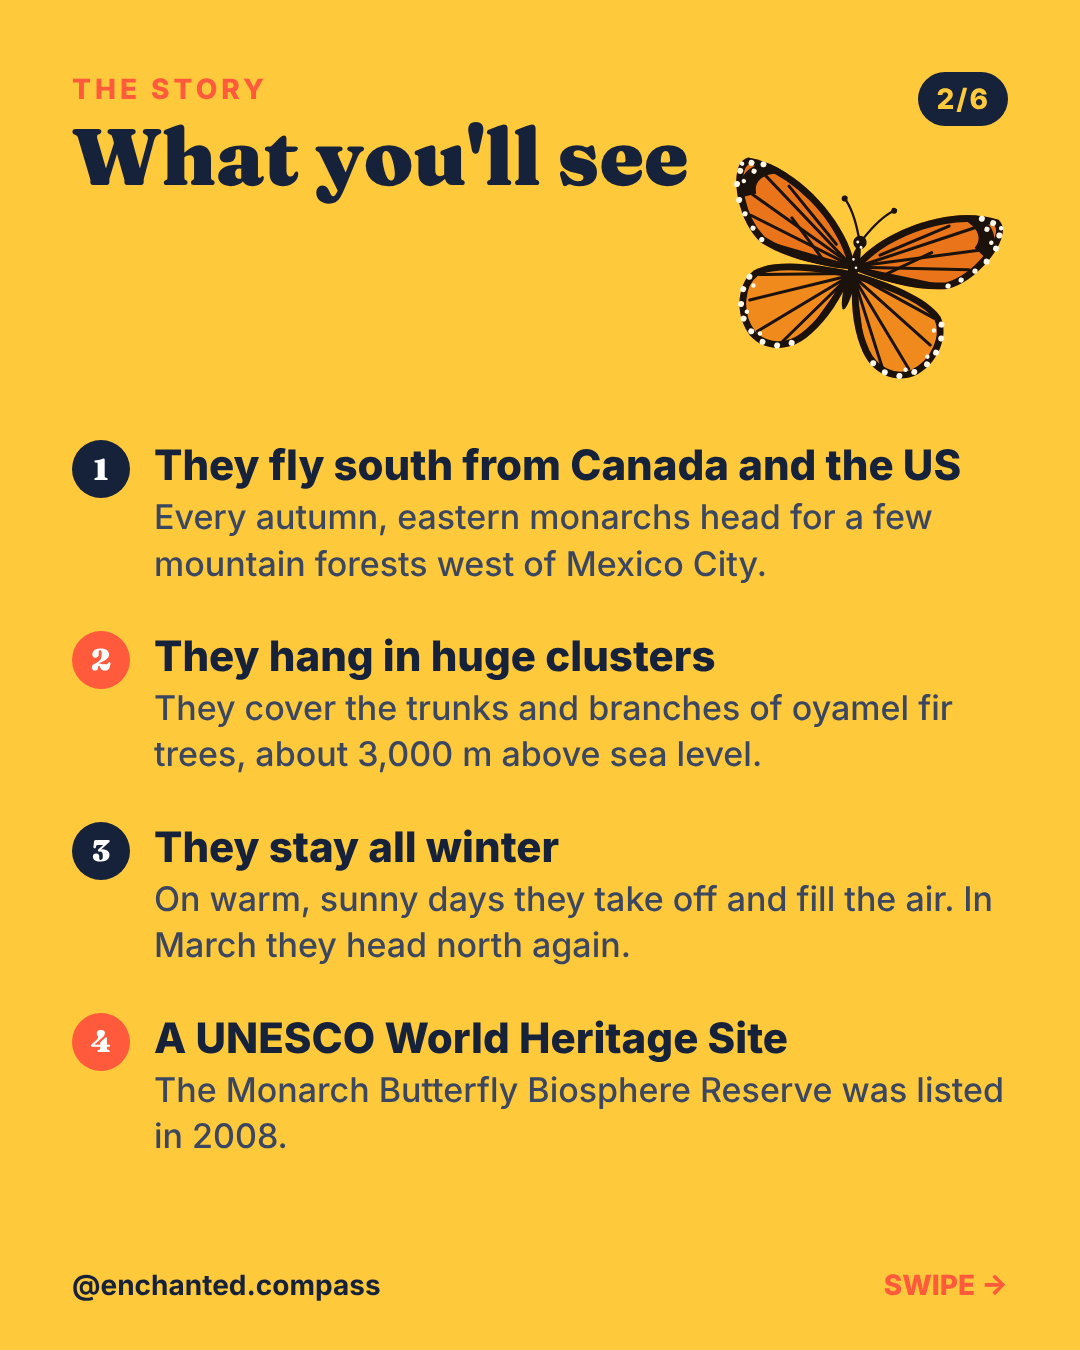 THE STORY
2/6
What you'll see
1
They fly south from Canada and the US
Every autumn, eastern monarchs head for a few
mountain forests west of Mexico City.
2
They hang in huge clusters
They cover the trunks and branches of oyamel fir
trees, about 3,000 m above sea level.
3
They stay all winter
On warm, sunny days they take off and fill the air. In
March they head north again.
4
A UNESCO World Heritage Site
The Monarch Butterfly Biosphere Reserve was listed
in 2008.
@enchanted.compass
SWIPE →